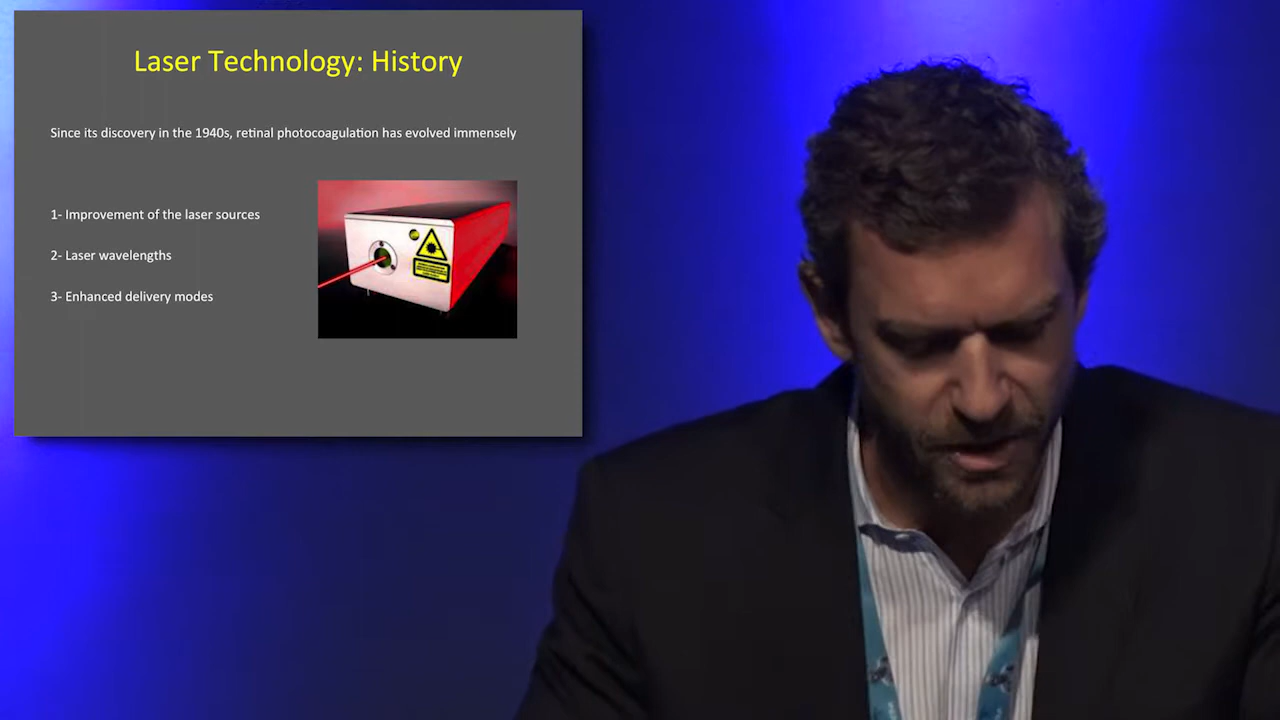 Laser Technology: History
Since its discovery in the 1940s, retinal photocoagulation has evolved immensely
1- Improvement of the laser sources
2- Laser wavelengths
3- Enhanced delivery modes